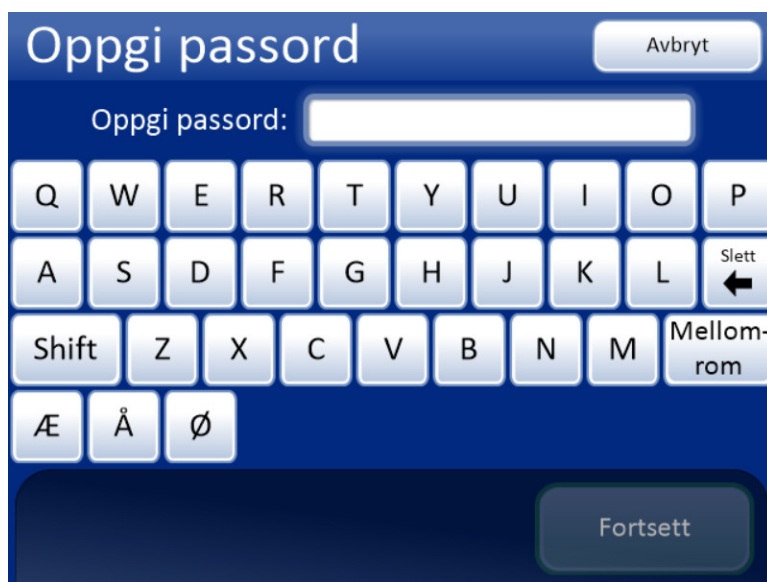 Oppgi passord
Avbryt
Oppgi passord:
Q W E R T Y U I O P
A S D F G H J K L Slett
Shift Z X C V B N M Mellom-
rom
Æ Å Ø
Fortsett